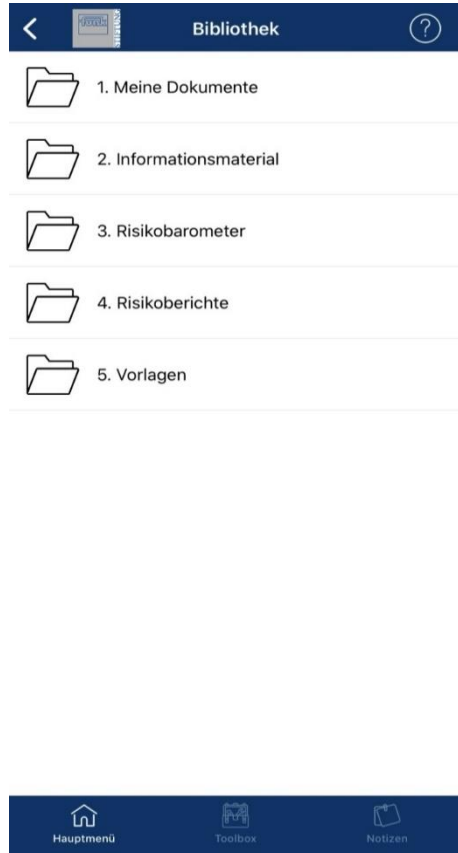 Bibliothek
?
1. Meine Dokumente
2. Informationsmaterial
3. Risikobarometer
4. Risikoberichte
5. Vorlagen
Hauptmenü
Toolbox
Notizen